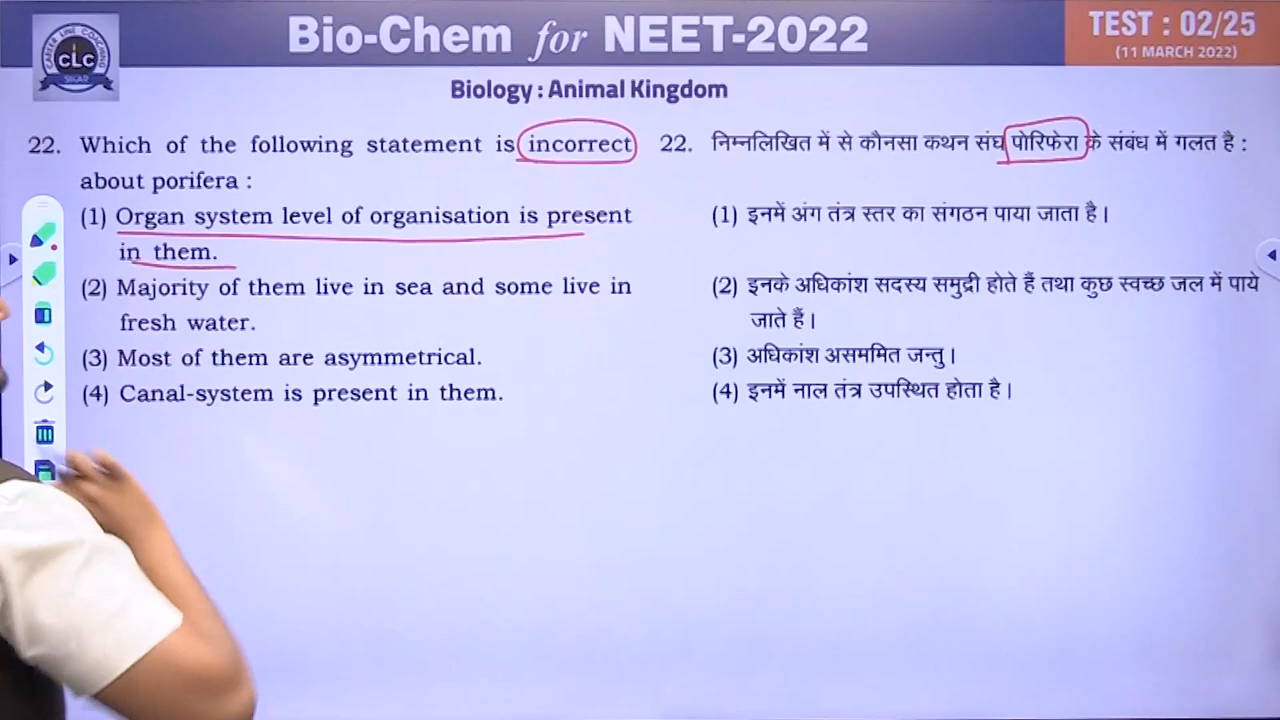 CAREER LINE COACHING
CLC
SIKAR
Bio-Chem for NEET-2022
TEST : 02/25
(11 MARCH 2022)
Biology : Animal Kingdom
22. Which of the following statement is incorrect
about porifera :
(1) Organ system level of organisation is present
in them.
(2) Majority of them live in sea and some live in
fresh water.
(3) Most of them are asymmetrical.
(4) Canal-system is present in them.
22. निम्नलिखित में से कौनसा कथन संघ पोरिफेरा के संबंध में गलत है :
(1) इनमें अंग तंत्र स्तर का संगठन पाया जाता है।
(2) इनके अधिकांश सदस्य समुद्री होते हैं तथा कुछ स्वच्छ जल में पाये
जाते हैं।
(3) अधिकांश असममित जन्तु।
(4) इनमें नाल तंत्र उपस्थित होता है।